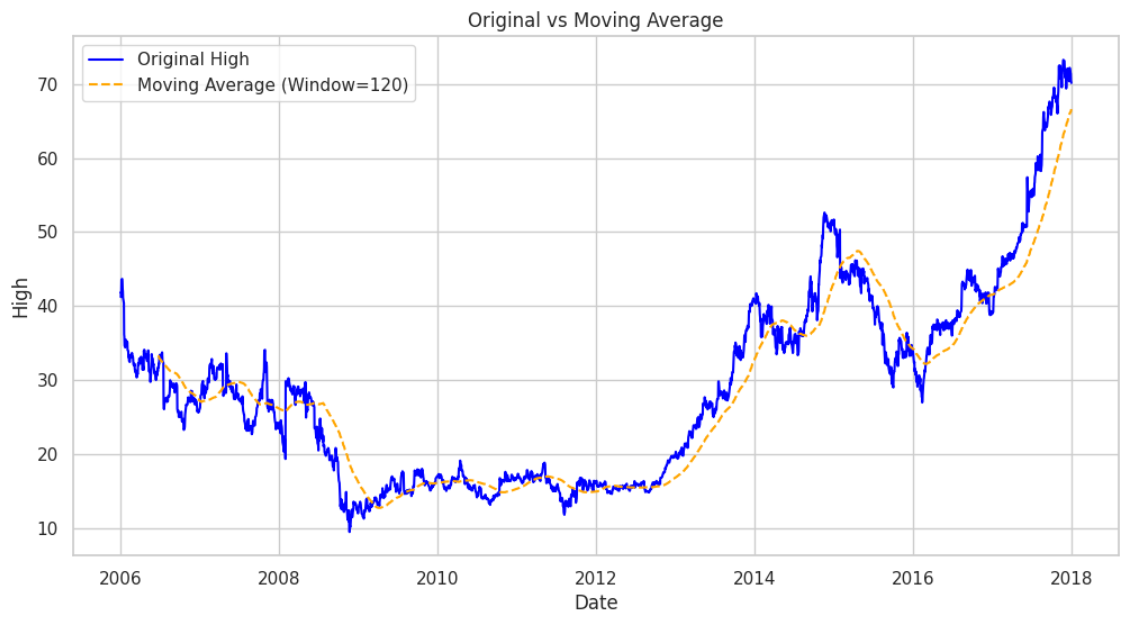 Original vs Moving Average
Original High
Moving Average (Window=120)
High
70
60
50
40
30
20
10
2006 2008 2010 2012 2014 2016 2018
Date